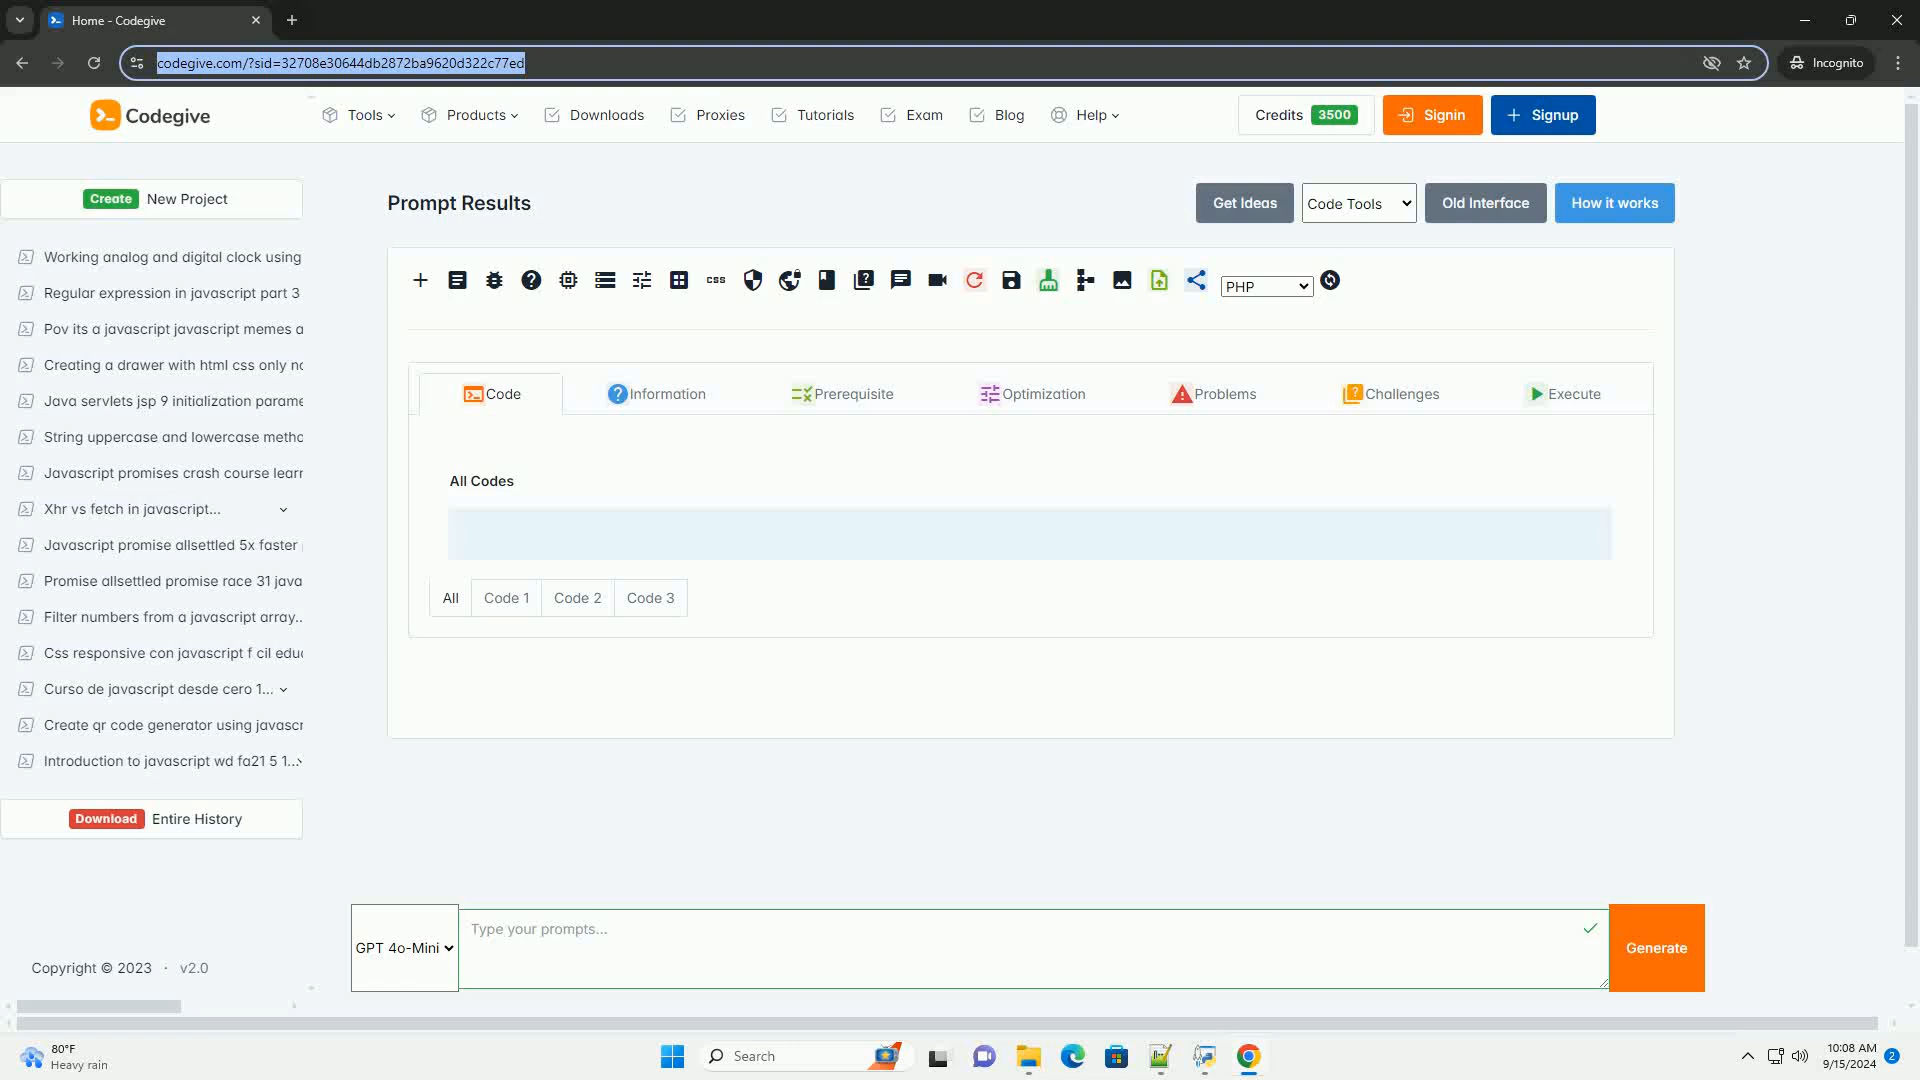 Home - Codegive
codegive.com/?sid=32708e30644db2872ba9620d322c77ed
Incognito
Codegive
Tools
Products
Downloads
Proxies
Tutorials
Exam
Blog
Help
Credits 3500
Signin
Signup
Create New Project
Working analog and digital clock using
Regular expression in javascript part 3
Pov its a javascript javascript memes a
Creating a drawer with html css only no
Java servlets jsp 9 initialization parame
String uppercase and lowercase metho
Javascript promises crash course learn
Xhr vs fetch in javascript...
Javascript promise allsettled 5x faster
Promise allsettled promise race 31 java
Filter numbers from a javascript array...
Css responsive con javascript f cil educ
Curso de javascript desde cero 1...
Create qr code generator using javascr
Introduction to javascript wd fa21 5 1...
Download Entire History
Copyright © 2023 · v2.0
Prompt Results
Get Ideas
Code Tools
Old Interface
How it works
css
PHP
Code
Information
Prerequisite
Optimization
Problems
Challenges
Execute
All Codes
All
Code 1
Code 2
Code 3
GPT 4o-Mini
Type your prompts...
Generate
80°F
Heavy rain
Search
10:08 AM
9/15/2024
2